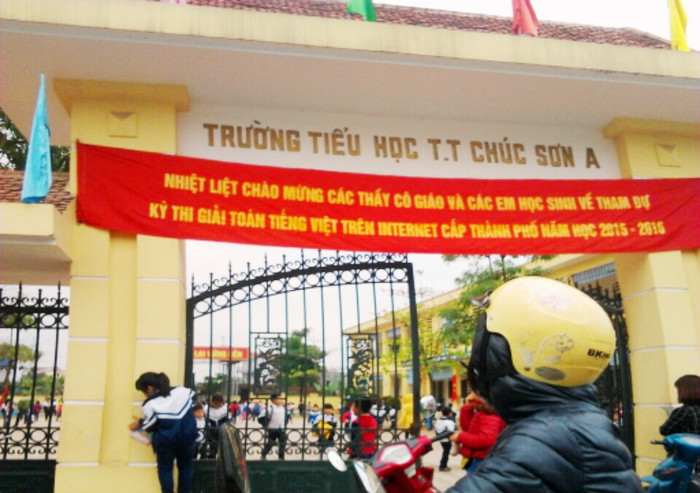 TRƯỜNG TIỂU HỌC T.T CHÚC SƠN A
NHIỆT LIỆT CHÀO MỪNG CÁC THẦY CÔ GIÁO VÀ CÁC EM HỌC SINH VỀ THAM DỰ
KỲ THI GIẢI TOÁN TIẾNG VIỆT TRÊN INTERNET CẤP THÀNH PHỐ NĂM HỌC 2015 - 2016